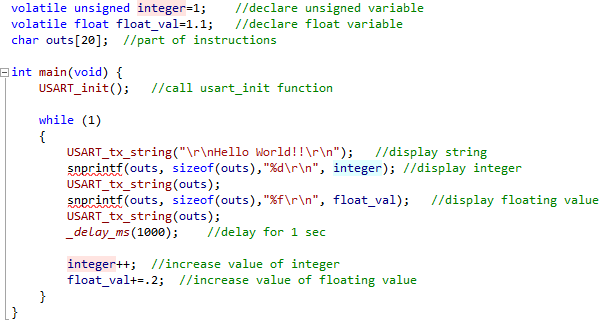 volatile unsigned integer=1;    //declare unsigned variable
volatile float float_val=1.1;   //declare float variable
char outs[20];  //part of instructions
int main(void) {
    USART_init();   //call usart_init function
    while (1)
    {
        USART_tx_string("\r\nHello World!!\r\n");   //display string
        snprintf(outs, sizeof(outs),"%d\r\n", integer); //display integer
        USART_tx_string(outs);
        snprintf(outs, sizeof(outs),"%f\r\n", float_val);   //display floating value
        USART_tx_string(outs);
        _delay_ms(1000);    //delay for 1 sec
        integer++;  //increase value of integer
        float_val+=.2;  //increase value of floating value
    }
}